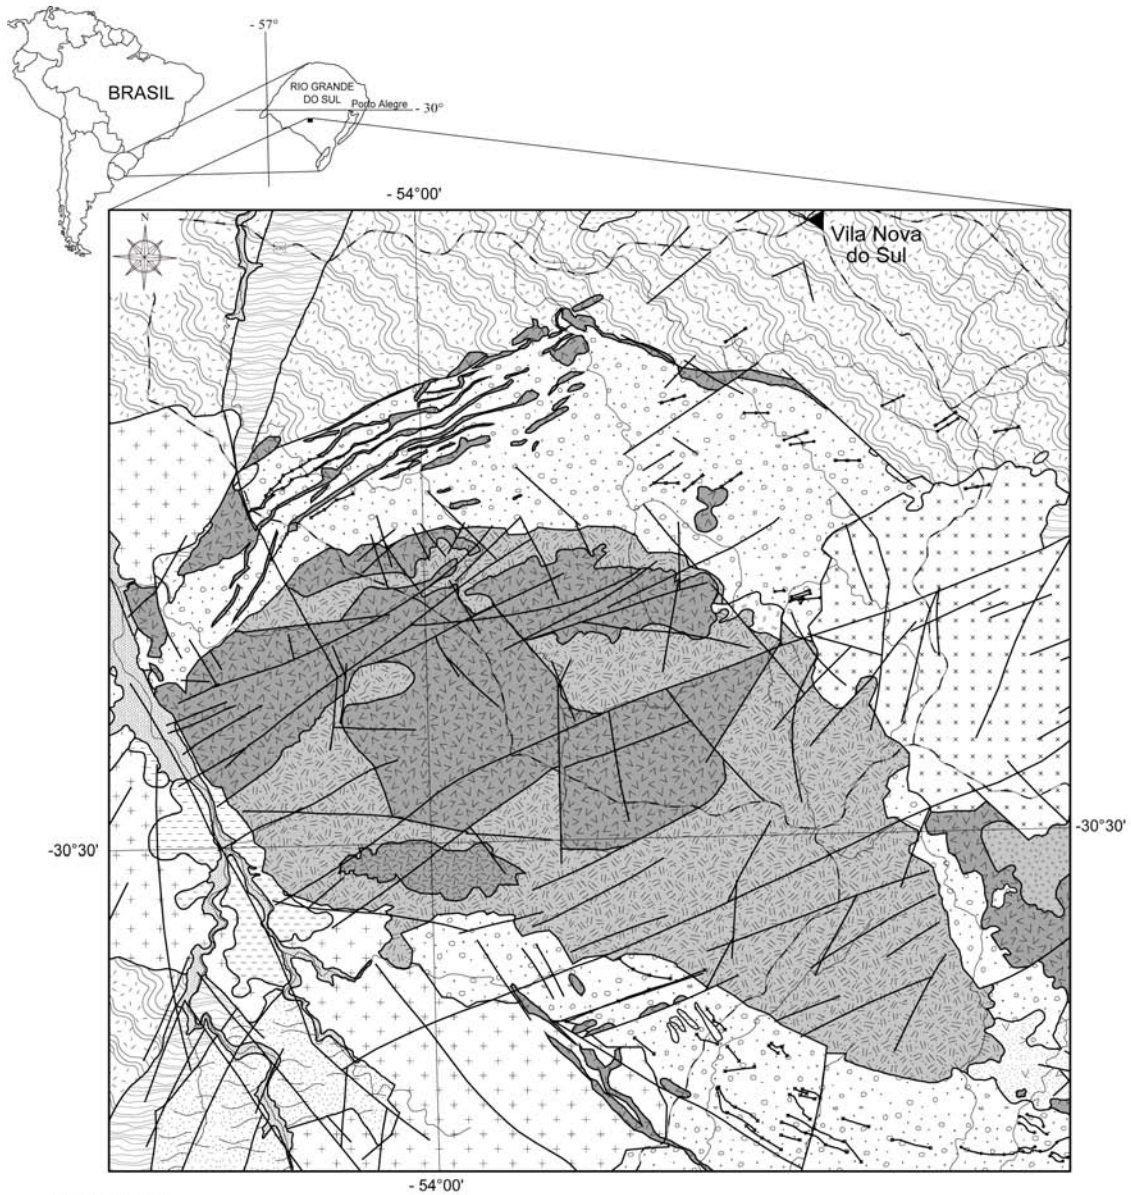 - 57°
BRASIL
RIO GRANDE
DO SUL
Porto Alegre
- 30°
- 54°00'
N
Vila Nova
do Sul
-30°30'
-30°30'
- 54°00'